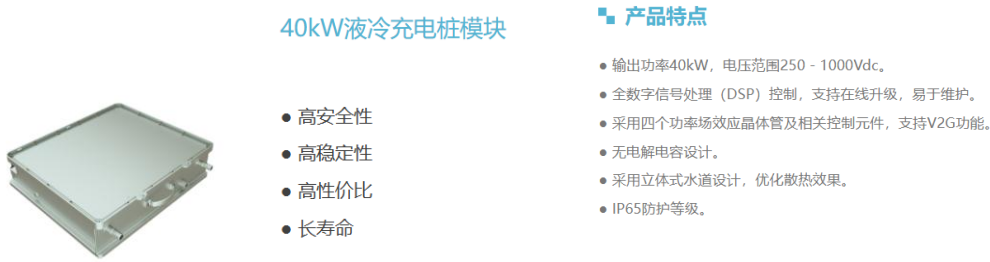 40kW液冷充电桩模块
● 高安全性
● 高稳定性
● 高性价比
● 长寿命
产品特点
● 输出功率40kW，电压范围250 - 1000Vdc。
● 全数字信号处理（DSP）控制，支持在线升级，易于维护。
● 采用四个功率场效应晶体管及相关控制元件，支持V2G功能。
● 无电解电容设计。
● 采用立体式水道设计，优化散热效果。
● IP65防护等级。